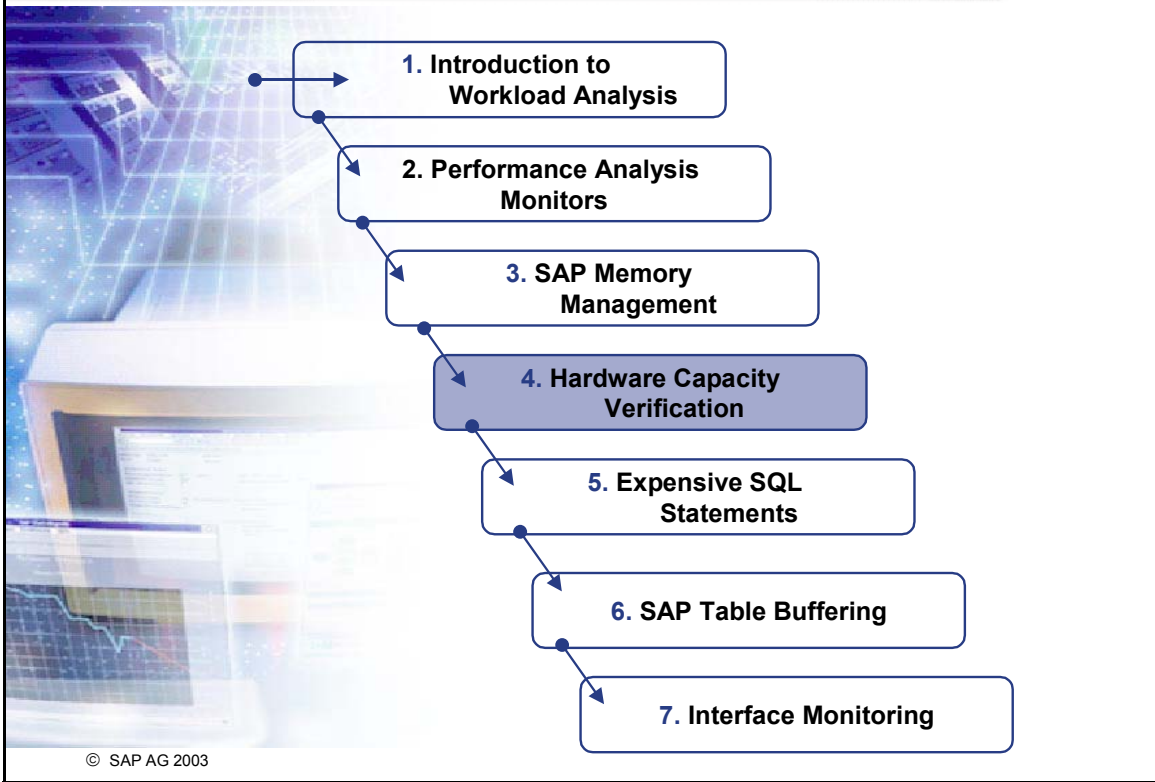 1. Introduction to
Workload Analysis
2. Performance Analysis
Monitors
3. SAP Memory
Management
4. Hardware Capacity
Verification
5. Expensive SQL
Statements
6. SAP Table Buffering
7. Interface Monitoring
© SAP AG 2003